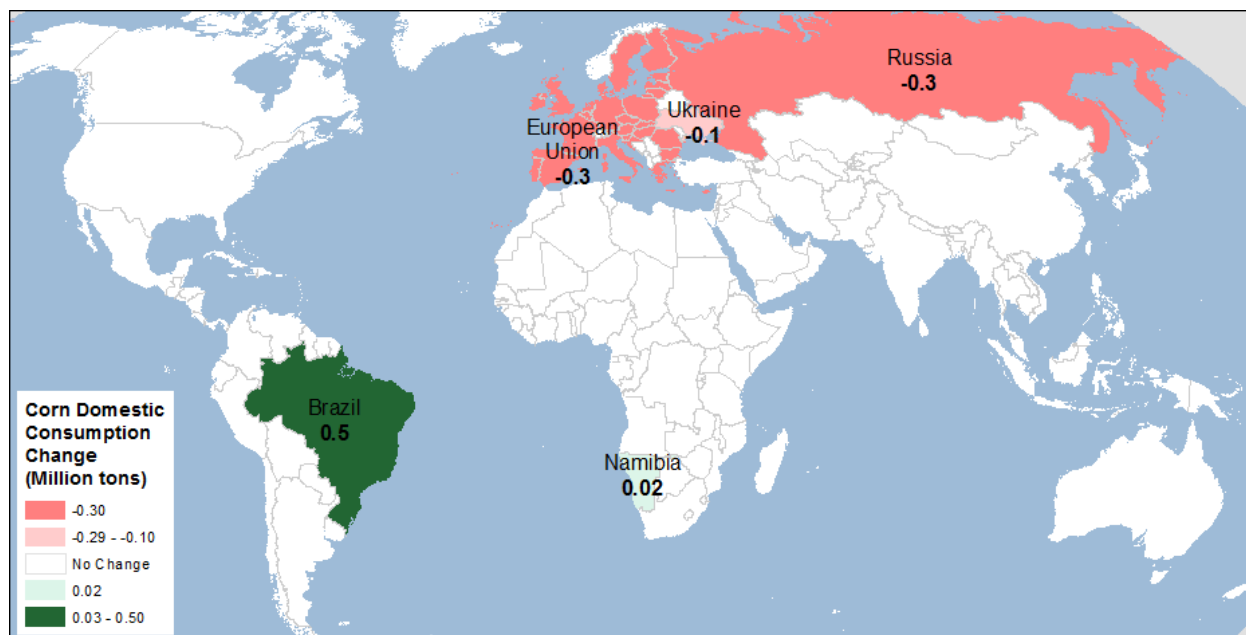 Russia
-0.3
Ukraine
-0.1
European
Union
-0.3
Brazil
0.5
Namibia
0.02
Corn Domestic
Consumption
Change
(Million tons)
-0.30
-0.29 - -0.10
No Change
0.02
0.03 - 0.50